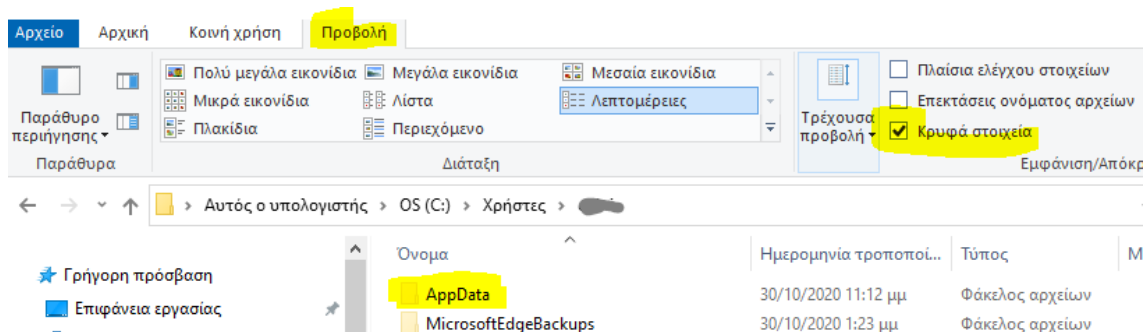 Αρχείο Αρχική Κοινή χρήση Προβολή
Πολύ μεγάλα εικονίδια Μεγάλα εικονίδια Μεσαία εικονίδια
Μικρά εικονίδια Λίστα Λεπτομέρειες
Πλακίδια Περιεχόμενο
Παράθυρο
περιήγησης
Τρέχουσα
προβολή
Πλαίσια ελέγχου στοιχείων
Επεκτάσεις ονόματος αρχείων
Κρυφά στοιχεία
Παράθυρα Διάταξη Εμφάνιση/Απόκρ
Αυτός ο υπολογιστής > OS (C:) > Χρήστες >
Όνομα Ημερομηνία τροποποί... Τύπος Μ
Γρήγορη πρόσβαση
Επιφάνεια εργασίας
AppData 30/10/2020 11:12 μμ Φάκελος αρχείων
MicrosoftEdgeBackups 30/10/2020 1:23 μμ Φάκελος αρχείων